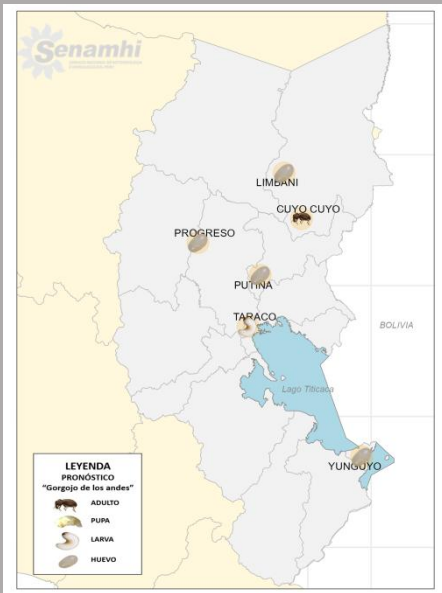 Senamhi
LIMBANI
CUYO CUYO
PROGRESO
PUTINA
TARACO
BOLIVIA
Lago Titicaca
YUNGUYO
LEYENDA
PRONÓSTICO
"Gorgojo de los andes"
ADULTO
PUPA
LARVA
HUEVO